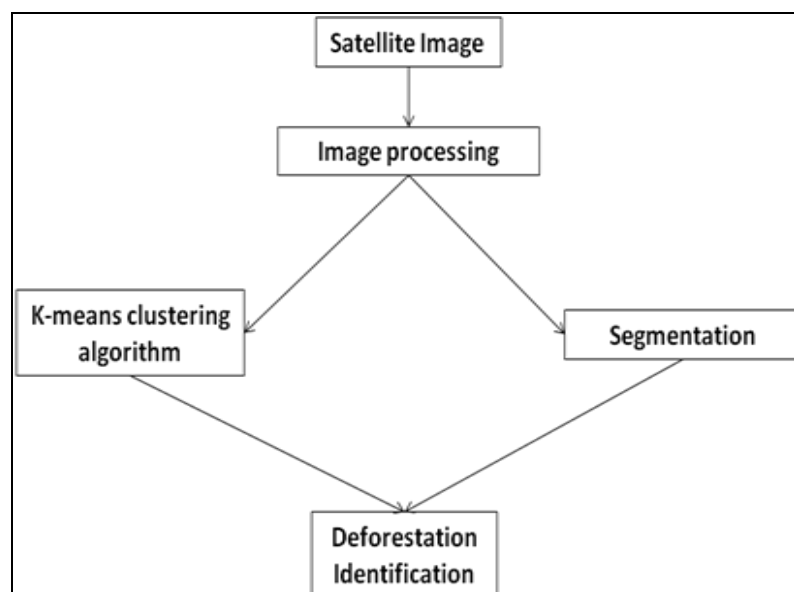 Satellite Image
Image processing
K-means clustering
algorithm
Segmentation
Deforestation
Identification